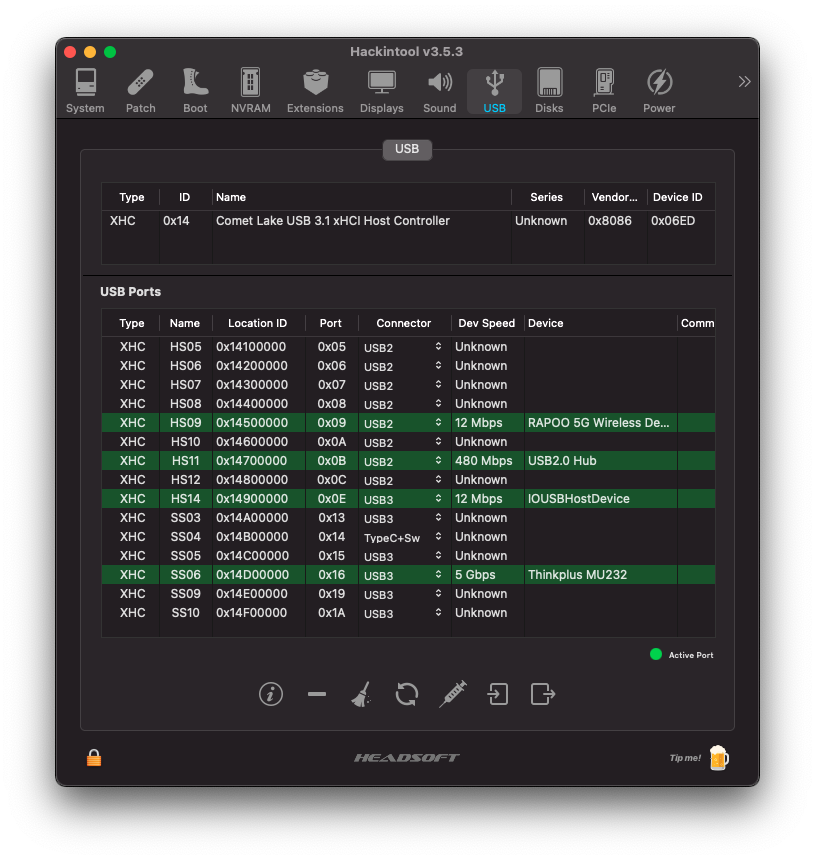 Hackintool v3.5.3
System Patch Boot NVRAM Extensions Displays Sound USB Disks PCIe Power
USB
Type ID Name Series Vendor... Device ID
XHC 0x14 Comet Lake USB 3.1 xHCI Host Controller Unknown 0x8086 0x06ED
USB Ports
Type Name Location ID Port Connector Dev Speed Device Comm
XHC HS05 0x14100000 0x05 USB2 Unknown
XHC HS06 0x14200000 0x06 USB2 Unknown
XHC HS07 0x14300000 0x07 USB2 Unknown
XHC HS08 0x14400000 0x08 USB2 Unknown
XHC HS09 0x14500000 0x09 USB2 12 Mbps RAPOO 5G Wireless De...
XHC HS10 0x14600000 0x0A USB2 Unknown
XHC HS11 0x14700000 0x0B USB2 480 Mbps USB2.0 Hub
XHC HS12 0x14800000 0x0C USB2 Unknown
XHC HS14 0x14900000 0x0E USB3 12 Mbps IOUSBHostDevice
XHC SS03 0x14A00000 0x13 USB3 Unknown
XHC SS04 0x14B00000 0x14 TypeC+Sw Unknown
XHC SS05 0x14C00000 0x15 USB3 Unknown
XHC SS06 0x14D00000 0x16 USB3 5 Gbps Thinkplus MU232
XHC SS09 0x14E00000 0x19 USB3 Unknown
XHC SS10 0x14F00000 0x1A USB3 Unknown
Active Port
HEADSOFT
Tip me!